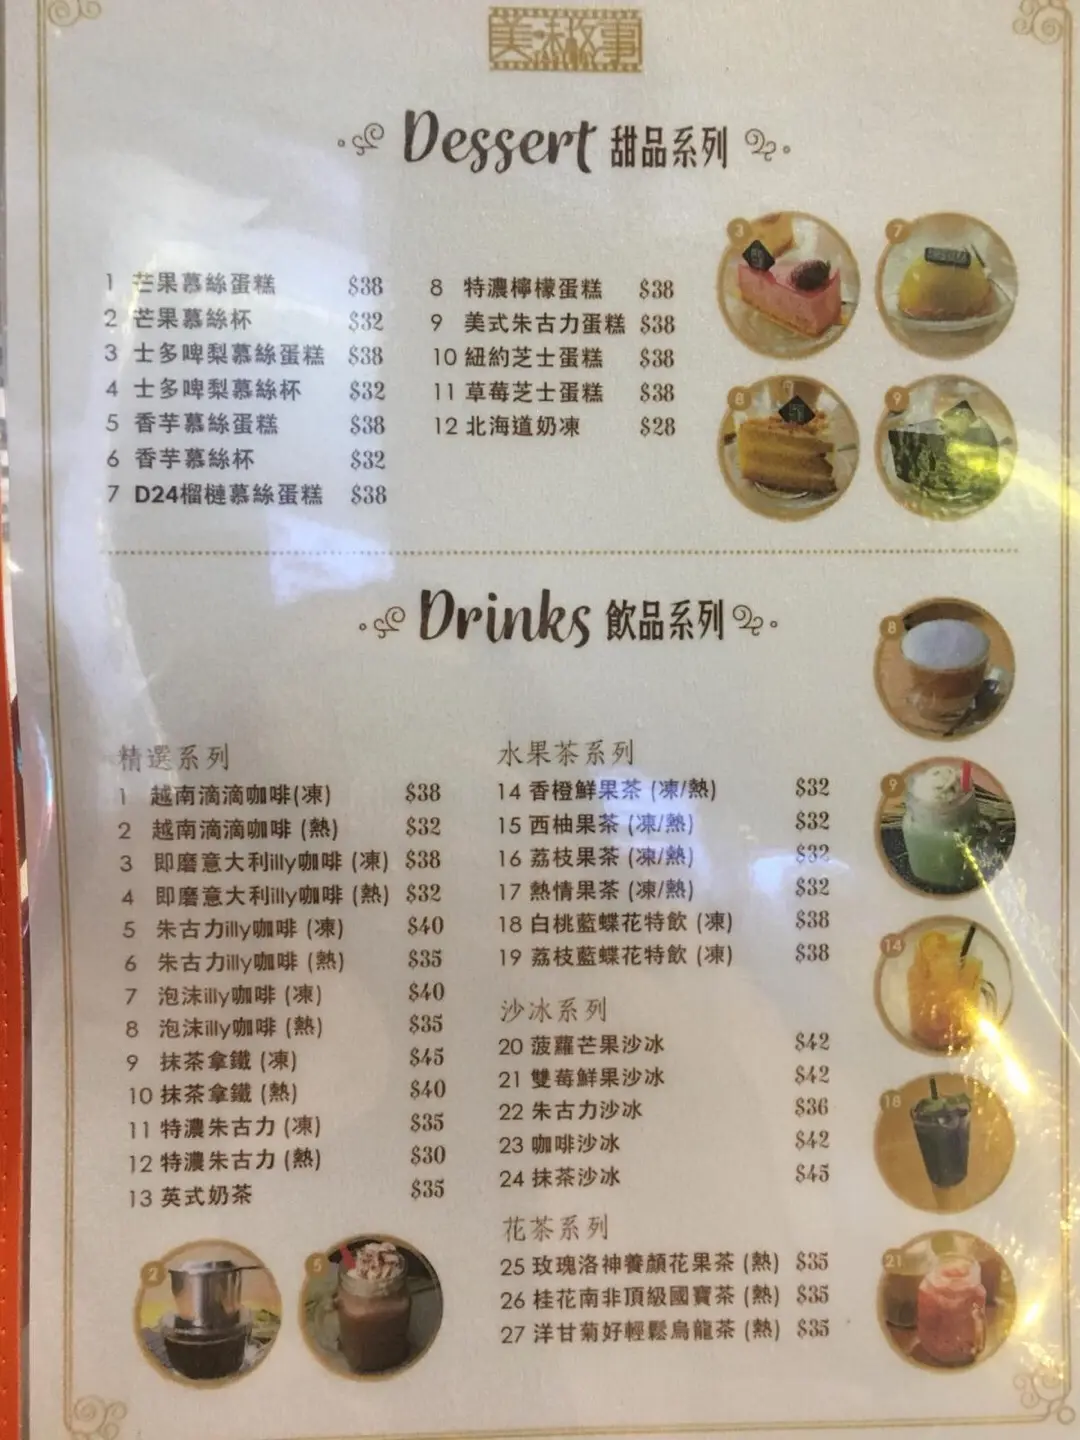 美味故事
Dessert 甜品系列
1 芒果慕絲蛋糕 $38
2 芒果慕絲杯 $32
3 士多啤梨慕絲蛋糕 $38
4 士多啤梨慕絲杯 $32
5 香芋慕絲蛋糕 $38
6 香芋慕絲杯 $32
7 D24榴槤慕絲蛋糕 $38
8 特濃檸檬蛋糕 $38
9 美式朱古力蛋糕 $38
10 紐約芝士蛋糕 $38
11 草莓芝士蛋糕 $38
12 北海道奶凍 $28
3
7
8
9
Drinks 飲品系列
精選系列
1 越南滴滴咖啡(凍) $38
2 越南滴滴咖啡 (熱) $32
3 即磨意大利illy咖啡 (凍) $38
4 即磨意大利illy咖啡 (熱) $32
5 朱古力illy咖啡 (凍) $40
6 朱古力illy咖啡 (熱) $35
7 泡沫illy咖啡 (凍) $40
8 泡沫illy咖啡 (熱) $35
9 抹茶拿鐵 (凍) $45
10 抹茶拿鐵 (熱) $40
11 特濃朱古力 (凍) $35
12 特濃朱古力 (熱) $30
13 英式奶茶 $35
2
5
水果茶系列
14 香橙鮮果茶 (凍/熱) $32
15 西柚果茶 (凍/熱) $32
16 荔枝果茶 (凍/熱) $32
17 熱情果茶 (凍/熱) $32
18 白桃藍蝶花特飲 (凍) $38
19 荔枝藍蝶花特飲 (凍) $38
沙冰系列
20 菠蘿芒果沙冰 $42
21 雙莓鮮果沙冰 $42
22 朱古力沙冰 $36
23 咖啡沙冰 $42
24 抹茶沙冰 $45
花茶系列
25 玫瑰洛神養顏花果茶 (熱) $35
26 桂花南非頂級國寶茶 (熱) $35
27 洋甘菊好輕鬆烏龍茶 (熱) $35
8
9
14
18
21